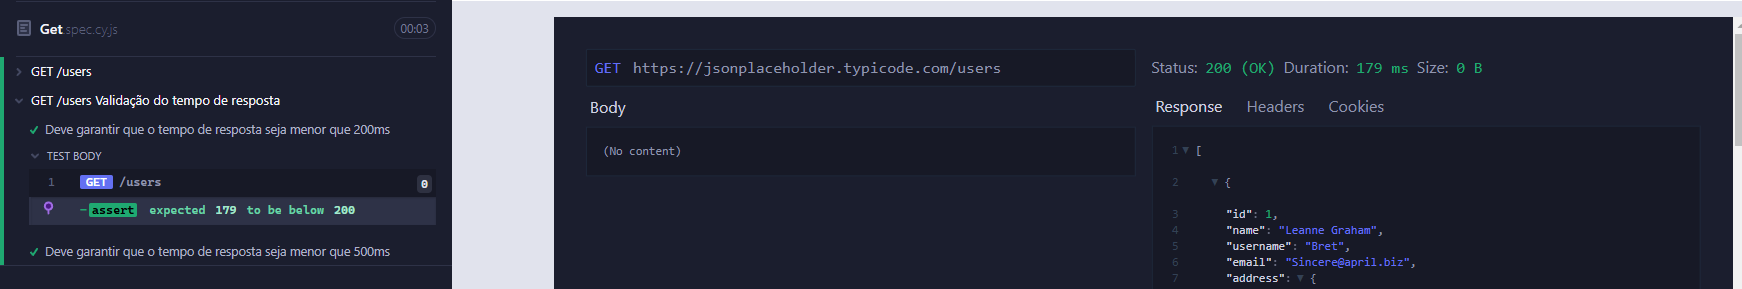 Get.spec.cy.js
00:03
GET /users
GET /users Validação do tempo de resposta
Deve garantir que o tempo de resposta seja menor que 200ms
TEST BODY
1 GET /users 0
-assert expected 179 to be below 200
Deve garantir que o tempo de resposta seja menor que 500ms
GET https://jsonplaceholder.typicode.com/users
Status: 200 (OK) Duration: 179 ms Size: 0 B
Body
(No content)
Response Headers Cookies
1 [
2 {
3 "id": 1,
4 "name": "Leanne Graham",
5 "username": "Bret",
6 "email": "Sincere@april.biz",
7 "address": {